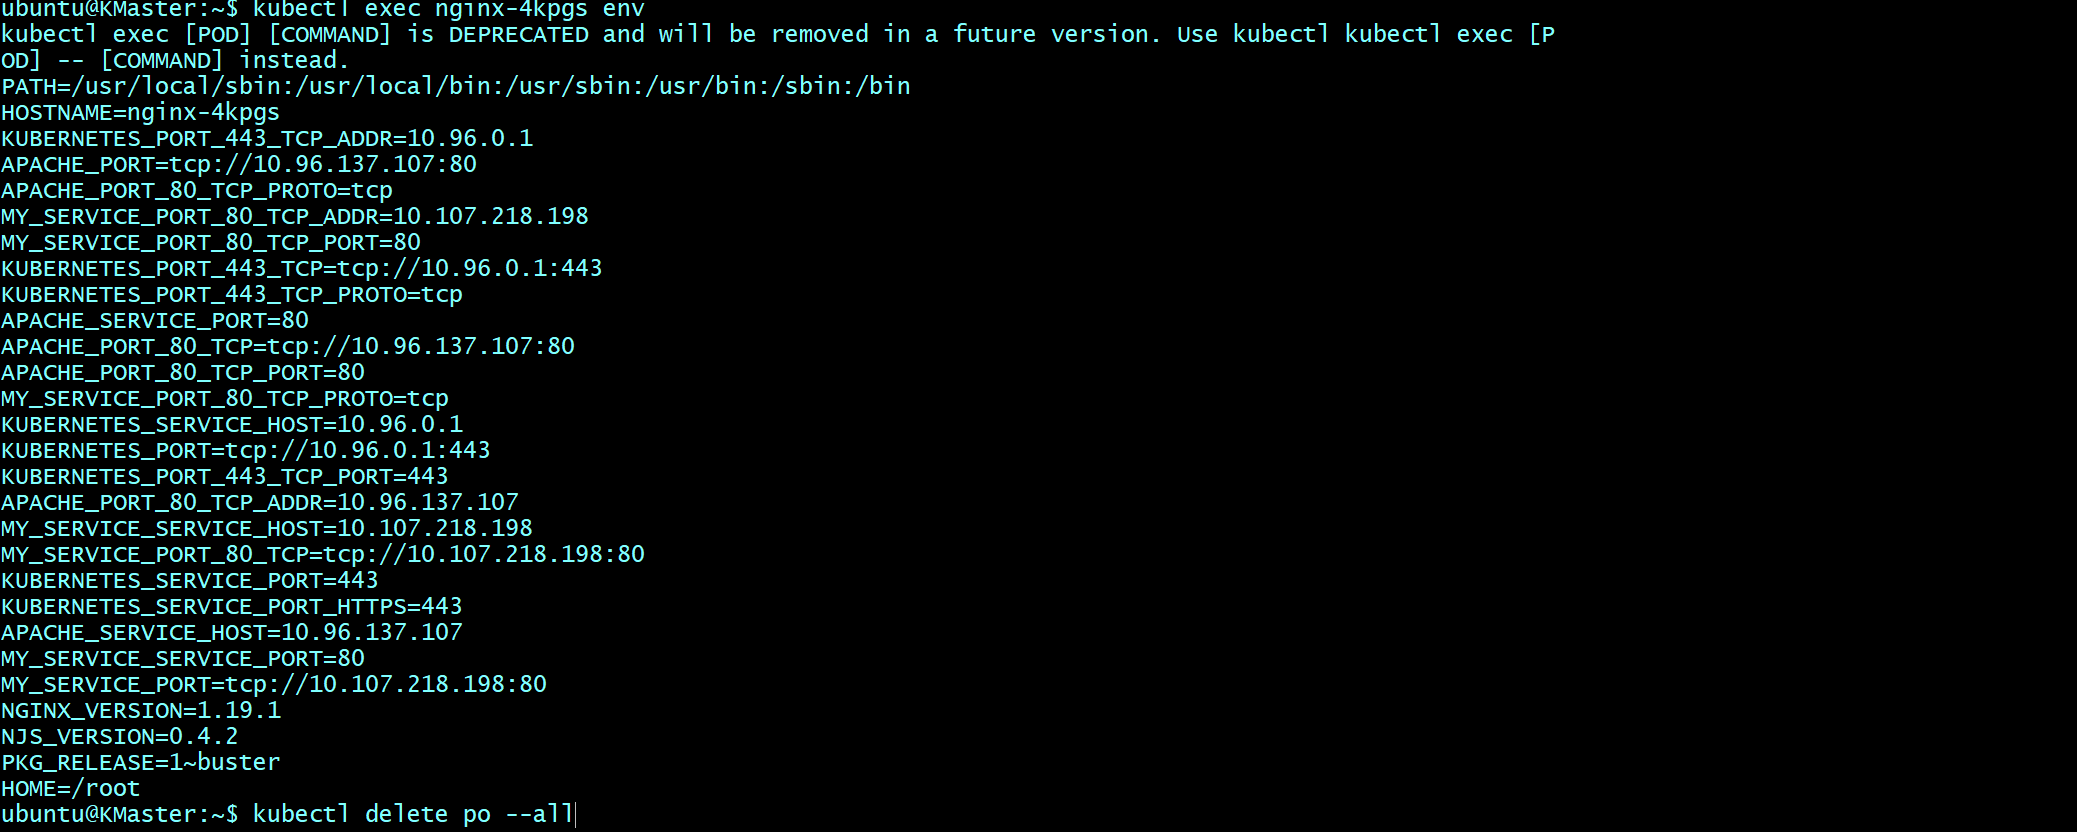 ubuntu@KMaster:~$ kubectl exec nginx-4kpgs env
kubectl exec [POD] [COMMAND] is DEPRECATED and will be removed in a future version. Use kubectl kubectl exec [P
OD] -- [COMMAND] instead.
PATH=/usr/local/sbin:/usr/local/bin:/usr/sbin:/usr/bin:/sbin:/bin
HOSTNAME=nginx-4kpgs
KUBERNETES_PORT_443_TCP_ADDR=10.96.0.1
APACHE_PORT=tcp://10.96.137.107:80
APACHE_PORT_80_TCP_PROTO=tcp
MY_SERVICE_PORT_80_TCP_ADDR=10.107.218.198
MY_SERVICE_PORT_80_TCP_PORT=80
KUBERNETES_PORT_443_TCP=tcp://10.96.0.1:443
KUBERNETES_PORT_443_TCP_PROTO=tcp
APACHE_SERVICE_PORT=80
APACHE_PORT_80_TCP=tcp://10.96.137.107:80
APACHE_PORT_80_TCP_PORT=80
MY_SERVICE_PORT_80_TCP_PROTO=tcp
KUBERNETES_SERVICE_HOST=10.96.0.1
KUBERNETES_PORT=tcp://10.96.0.1:443
KUBERNETES_PORT_443_TCP_PORT=443
APACHE_PORT_80_TCP_ADDR=10.96.137.107
MY_SERVICE_SERVICE_HOST=10.107.218.198
MY_SERVICE_PORT_80_TCP=tcp://10.107.218.198:80
KUBERNETES_SERVICE_PORT=443
KUBERNETES_SERVICE_PORT_HTTPS=443
APACHE_SERVICE_HOST=10.96.137.107
MY_SERVICE_SERVICE_PORT=80
MY_SERVICE_PORT=tcp://10.107.218.198:80
NGINX_VERSION=1.19.1
NJS_VERSION=0.4.2
PKG_RELEASE=1~buster
HOME=/root
ubuntu@KMaster:~$ kubectl delete po --all